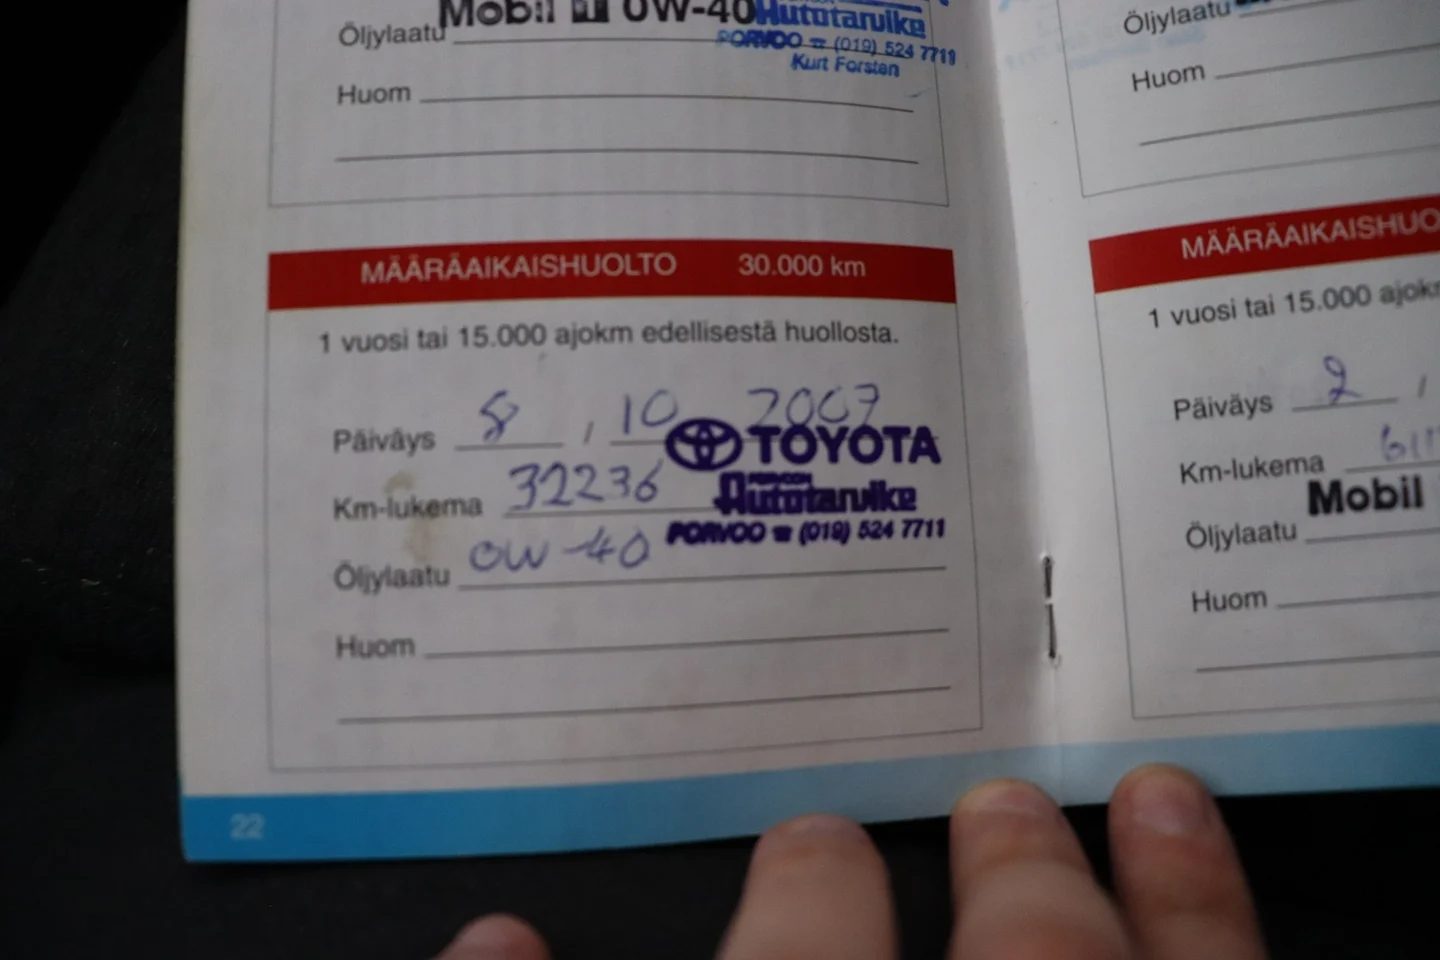 Öljylaatu Mobil 1 0W-40 Autotarvike
PORVOO ☎ (019) 524 7711
Kurt Forsten
Huom
MÄÄRÄAIKAISHUOLTO 30.000 km
1 vuosi tai 15.000 ajokm edellisestä huollosta.
Päiväys 8 , 10 2007
TOYOTA
Km-lukema 32236
Autotarvike
PORVOO ☎ (019) 524 7711
Öljylaatu 0W-40
Huom
22
Öljylaatu
Huom
MÄÄRÄAIKAISHUO
1 vuosi tai 15.000 ajok
Päiväys 2 ,
Km-lukema
Öljylaatu Mobil
Huom